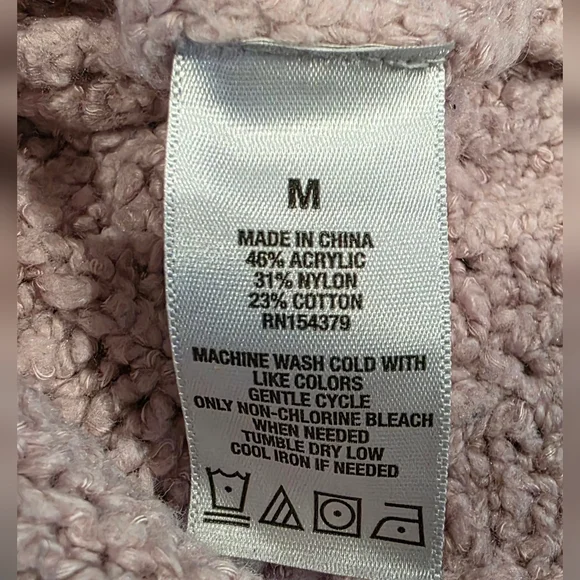 M
MADE IN CHINA
46% ACRYLIC
31% NYLON
23% COTTON
RN154379
MACHINE WASH COLD WITH
LIKE COLORS
GENTLE CYCLE
ONLY NON-CHLORINE BLEACH
WHEN NEEDED
TUMBLE DRY LOW
COOL IRON IF NEEDED